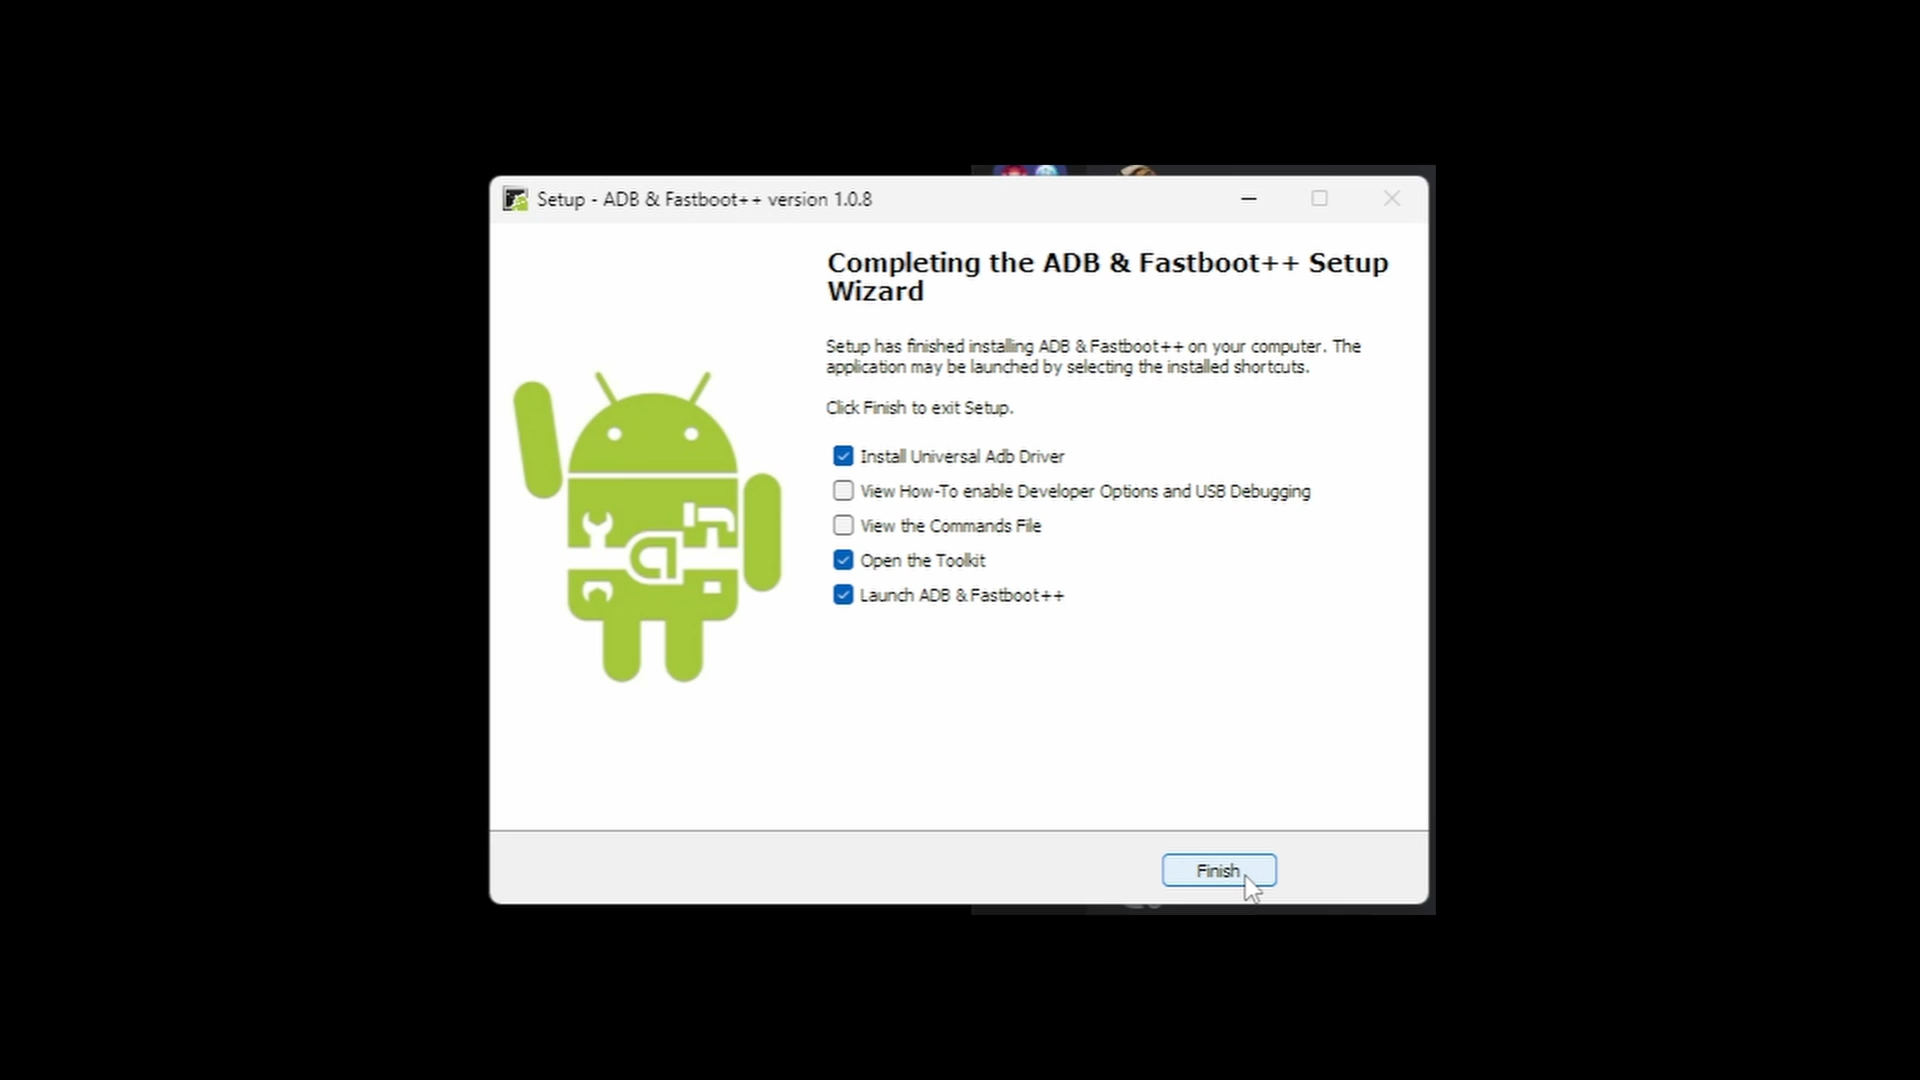 Setup - ADB & Fastboot++ version 1.0.8
Completing the ADB & Fastboot++ Setup
Wizard
Setup has finished installing ADB & Fastboot++ on your computer. The
application may be launched by selecting the installed shortcuts.
Click Finish to exit Setup.
Install Universal Adb Driver
View How-To enable Developer Options and USB Debugging
View the Commands File
Open the Toolkit
Launch ADB & Fastboot++
Finish